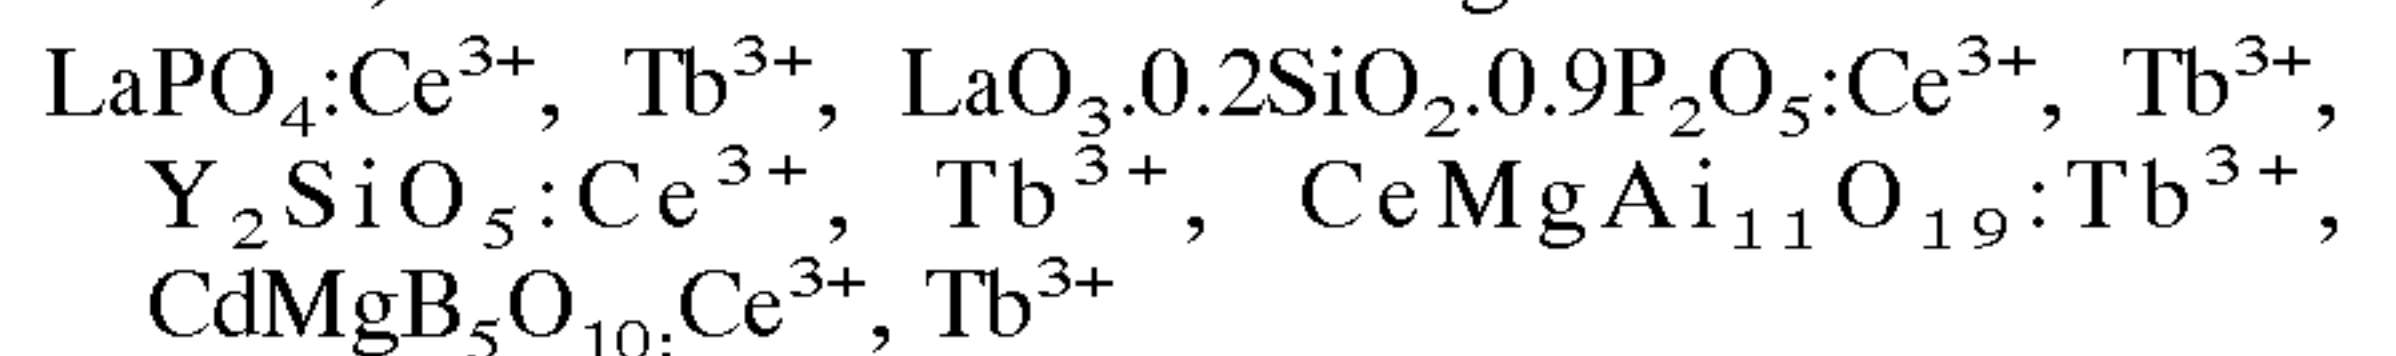 LaPO₄:Ce³⁺, Tb³⁺, LaO₃.0.2SiO₂.0.9P₂O₅:Ce³⁺, Tb³⁺,
Y₂SiO₅:Ce³⁺, Tb³⁺, CeMgAi₁₁O₁₉:Tb³⁺,
CdMgB₅O₁₀:Ce³⁺, Tb³⁺